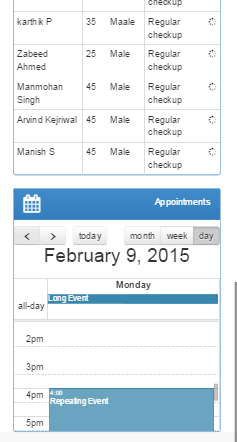 checkup
karthik P 35 Maale Regular
checkup
Zabeed 25 Male Regular
Ahmed checkup
Manmohan 45 Male Regular
Singh checkup
Arvind Kejriwal 45 Male Regular
checkup
Manish S 45 Male Regular
checkup
Appointments
< > today month week day
February 9, 2015
Monday
all-day Long Event
2pm
3pm
4pm 4:00
Repeating Event
5pm